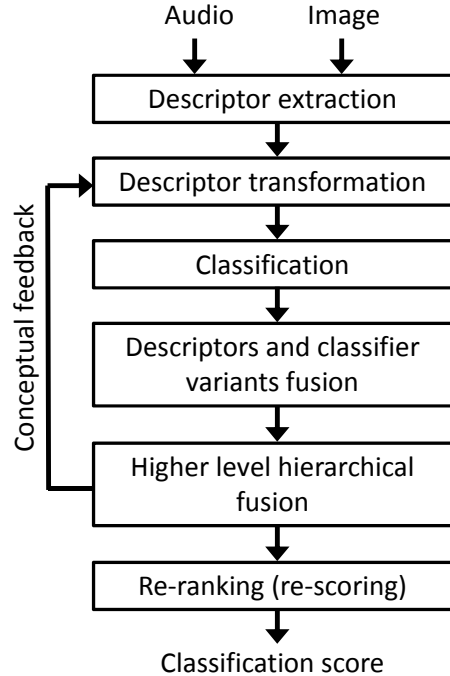 Audio
Image
Descriptor extraction
Descriptor transformation
Conceptual feedback
Classification
Descriptors and classifier
variants fusion
Higher level hierarchical
fusion
Re-ranking (re-scoring)
Classification score